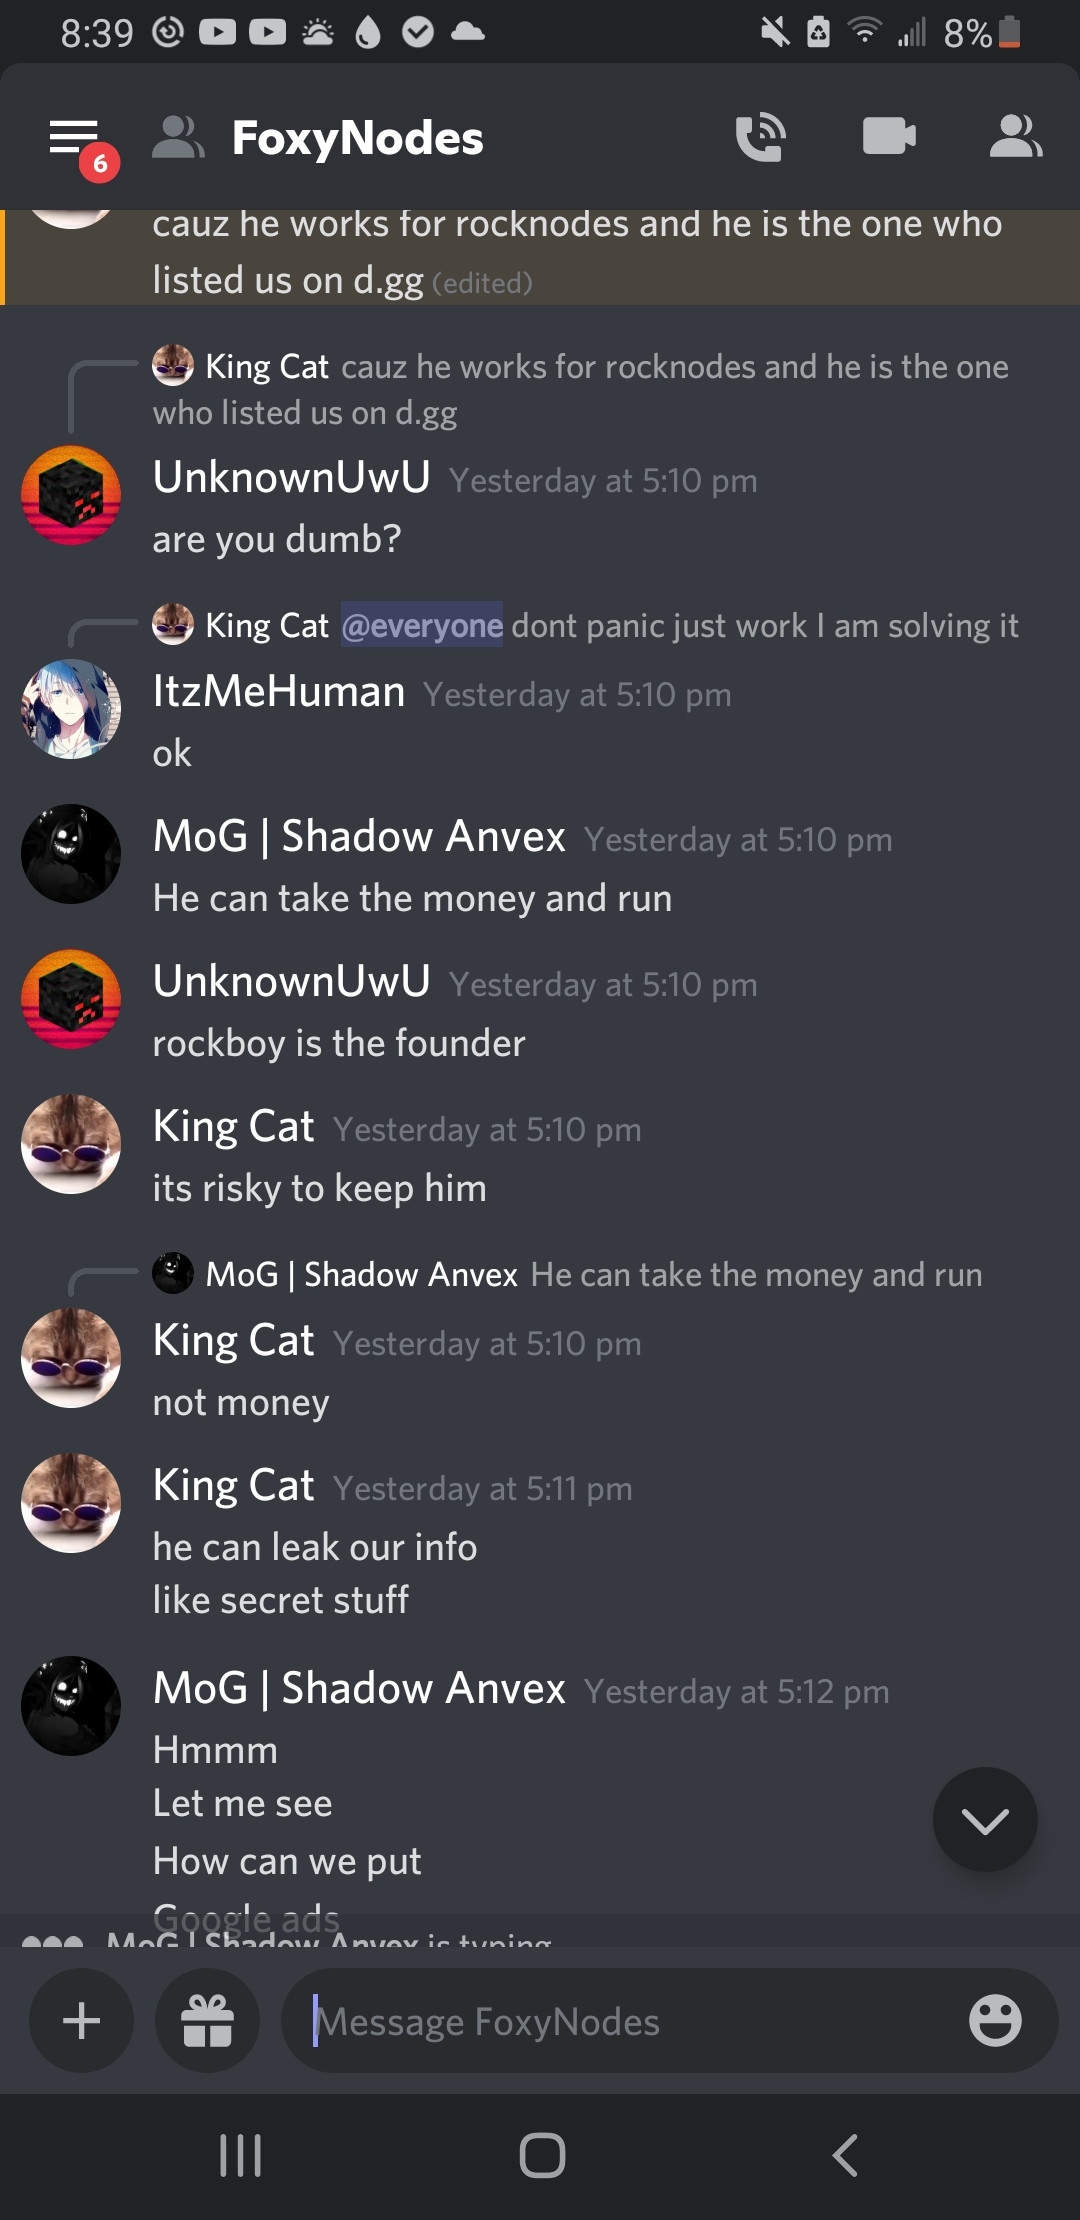 8:39
8%
6
FoxyNodes
cauz he works for rocknodes and he is the one who
listed us on d.gg (edited)
King Cat cauz he works for rocknodes and he is the one
who listed us on d.gg
UnknownUwU Yesterday at 5:10 pm
are you dumb?
King Cat @everyone dont panic just work I am solving it
ItzMeHuman Yesterday at 5:10 pm
ok
MoG | Shadow Anvex Yesterday at 5:10 pm
He can take the money and run
UnknownUwU Yesterday at 5:10 pm
rockboy is the founder
King Cat Yesterday at 5:10 pm
its risky to keep him
MoG | Shadow Anvex He can take the money and run
King Cat Yesterday at 5:10 pm
not money
King Cat Yesterday at 5:11 pm
he can leak our info
like secret stuff
MoG | Shadow Anvex Yesterday at 5:12 pm
Hmmm
Let me see
How can we put
Google ads
MoG | Shadow Anvex is typing
Message FoxyNodes